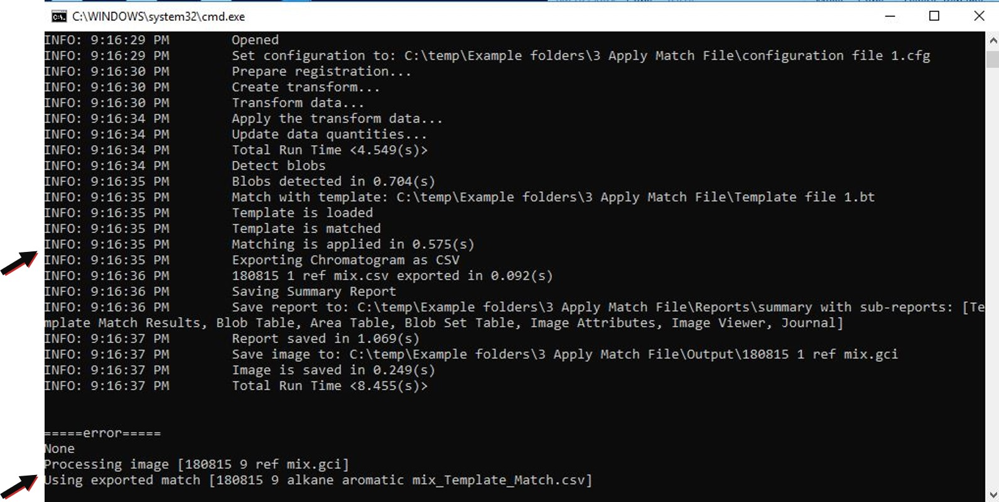 C:\WINDOWS\system32\cmd.exe
INFO: 9:16:29 PM Opened
INFO: 9:16:29 PM Set configuration to: C:\temp\Example folders\3 Apply Match File\configuration file 1.cfg
INFO: 9:16:30 PM Prepare registration...
INFO: 9:16:30 PM Create transform...
INFO: 9:16:30 PM Transform data...
INFO: 9:16:34 PM Apply the transform data...
INFO: 9:16:34 PM Update data quantities...
INFO: 9:16:34 PM Total Run Time <4.549(s)>
INFO: 9:16:34 PM Detect blobs
INFO: 9:16:35 PM Blobs detected in 0.704(s)
INFO: 9:16:35 PM Match with template: C:\temp\Example folders\3 Apply Match File\Template file 1.bt
INFO: 9:16:35 PM Template is loaded
INFO: 9:16:35 PM Template is matched
INFO: 9:16:35 PM Matching is applied in 0.575(s)
INFO: 9:16:35 PM Exporting Chromatogram as CSV
INFO: 9:16:36 PM 180815 1 ref mix.csv exported in 0.092(s)
INFO: 9:16:36 PM Saving Summary Report
INFO: 9:16:36 PM Save report to: C:\temp\Example folders\3 Apply Match File\Reports\summary with sub-reports: [Te
mplate Match Results, Blob Table, Area Table, Blob Set Table, Image Attributes, Image Viewer, Journal]
INFO: 9:16:37 PM Report saved in 1.069(s)
INFO: 9:16:37 PM Save image to: C:\temp\Example folders\3 Apply Match File\Output\180815 1 ref mix.gci
INFO: 9:16:37 PM Image is saved in 0.249(s)
INFO: 9:16:37 PM Total Run Time <8.455(s)>
=====error=====
None
Processing image [180815 9 ref mix.gci]
Using exported match [180815 9 alkane aromatic mix_Template_Match.csv]